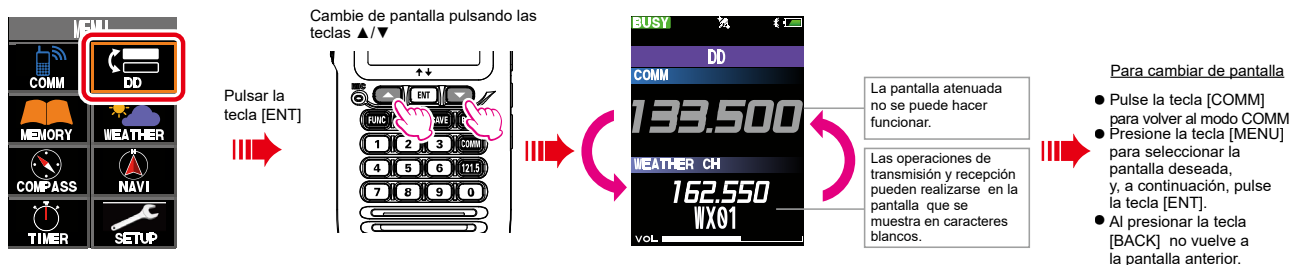 MENU
COMM
DD
MEMORY
WEATHER
COMPASS
NAVI
TIMER
SETUP
Pulsar la
tecla [ENT]
Cambie de pantalla pulsando las
teclas ▲/▼
ENT
FUNC
SAVE
1 2 3 COMM
4 5 6 121.5
7 8 9 0
BUSY
DD
COMM
133.500
WEATHER CH
162.550
WX01
VOL
La pantalla atenuada
no se puede hacer
funcionar.
Las operaciones de
transmisión y recepción
pueden realizarse en la
pantalla que se
muestra en caracteres
blancos.
Para cambiar de pantalla
● Pulse la tecla [COMM]
para volver al modo COMM
● Presione la tecla [MENU]
para seleccionar la
pantalla deseada,
y, a continuación, pulse
la tecla [ENT].
● Al presionar la tecla
[BACK] no vuelve a
la pantalla anterior.